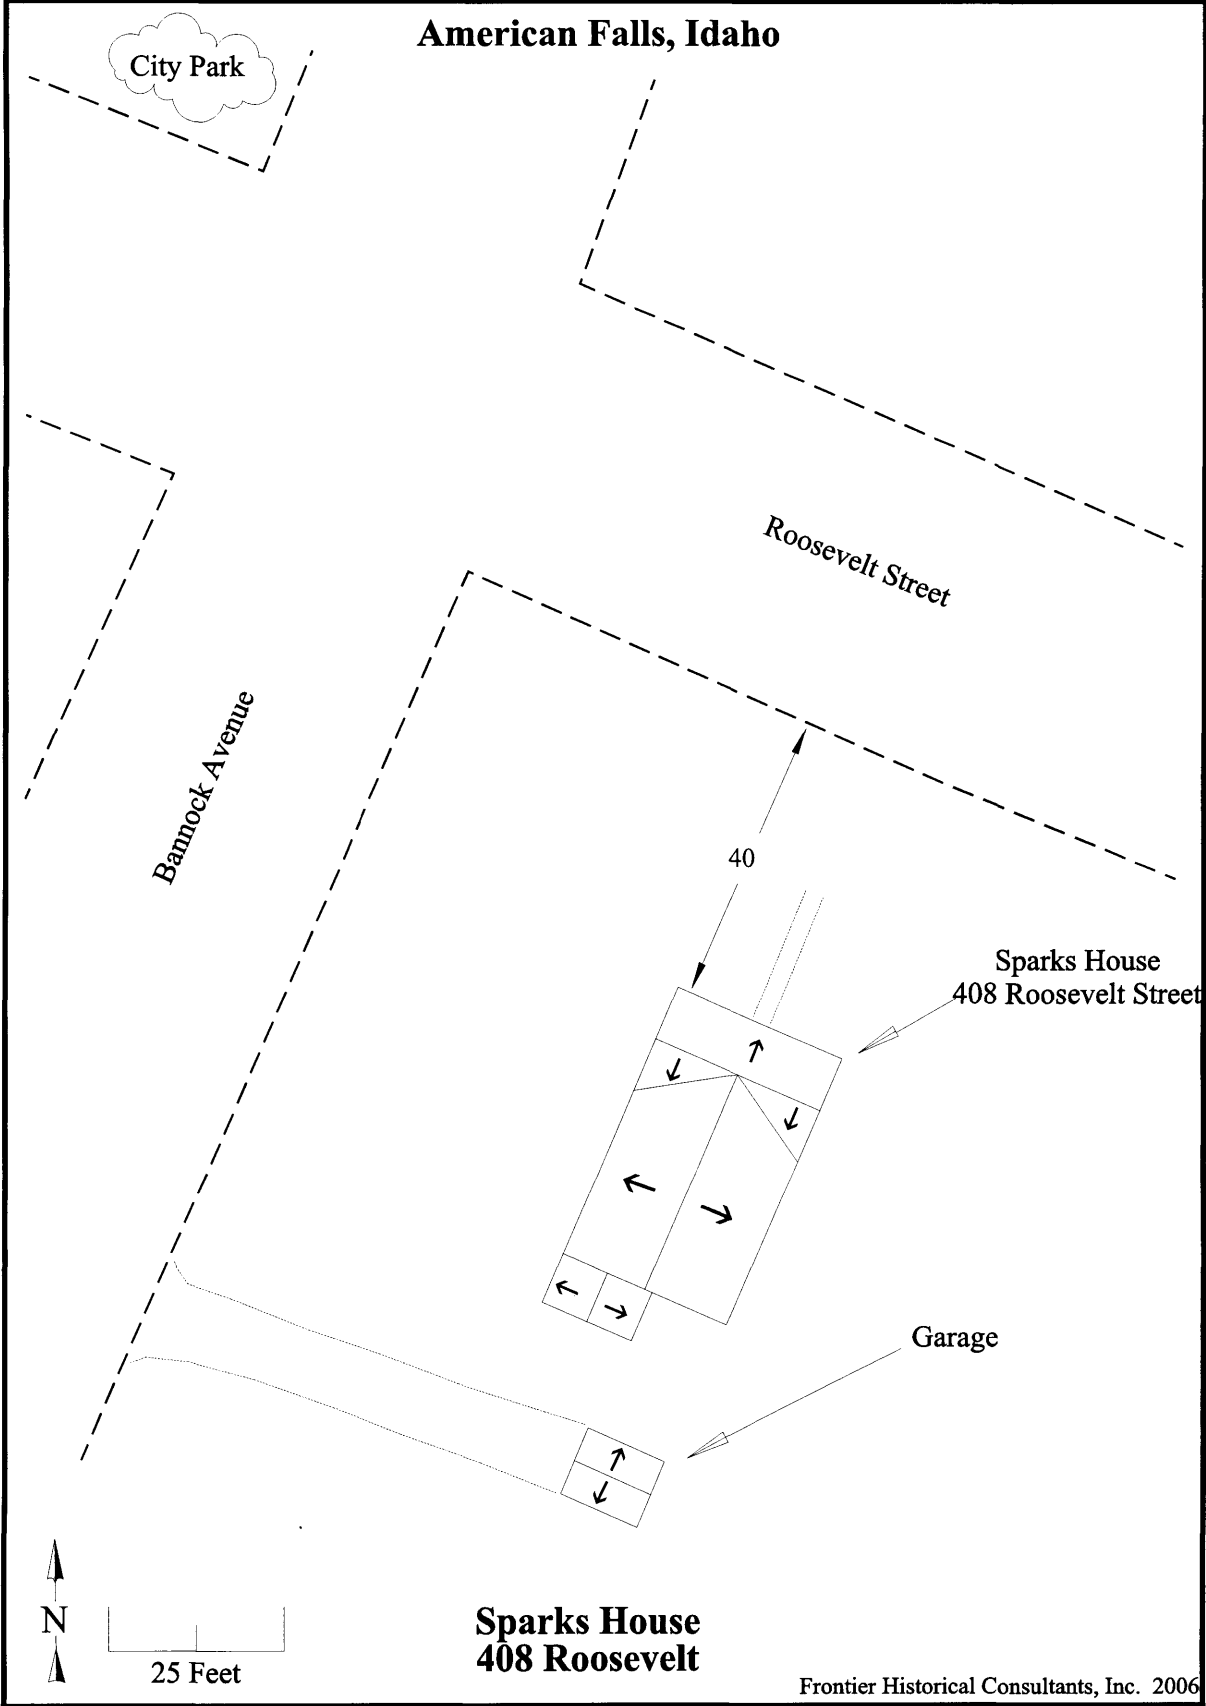 American Falls, Idaho
City Park
Roosevelt Street
Bannock Avenue
40
Sparks House
408 Roosevelt Street
Garage
N
25 Feet
Sparks House
408 Roosevelt
Frontier Historical Consultants, Inc. 2006